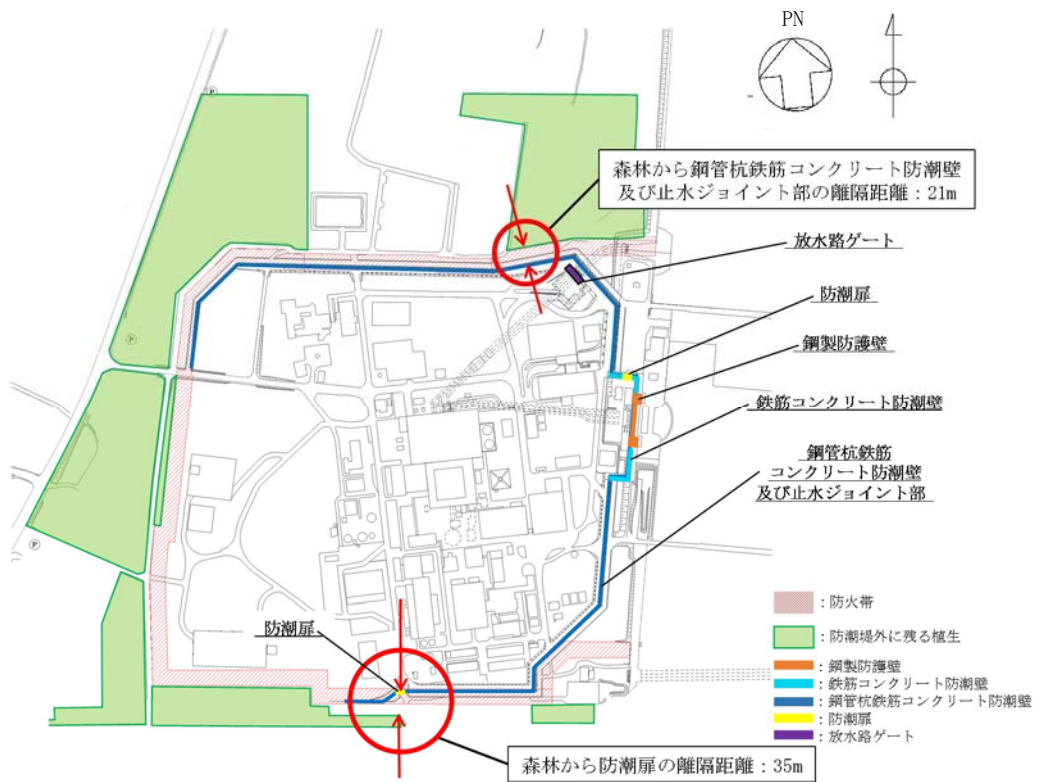 PN
森林から鋼管杭鉄筋コンクリート防潮壁
及び止水ジョイント部の離隔距離：21m
放水路ゲート
防潮扉
鋼製防護壁
鉄筋コンクリート防潮壁
鋼管杭鉄筋
コンクリート防潮壁
及び止水ジョイント部
防潮扉
：防火帯
：防潮堤外に残る植生
：鋼製防護壁
：鉄筋コンクリート防潮壁
：鋼管杭鉄筋コンクリート防潮壁
：防潮扉
：放水路ゲート
森林から防潮扉の離隔距離：35m
P
P
P